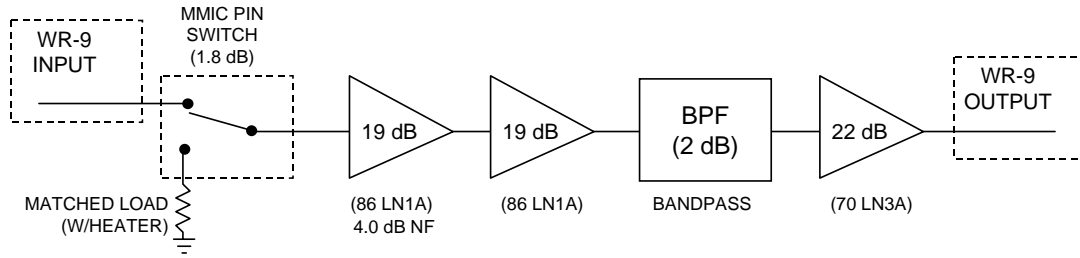 MMIC PIN
SWITCH
(1.8 dB)
WR-9
INPUT
WR-9
OUTPUT
19 dB
19 dB
BPF
(2 dB)
22 dB
MATCHED LOAD
(W/HEATER)
(86 LN1A)
4.0 dB NF
(86 LN1A)
BANDPASS
(70 LN3A)